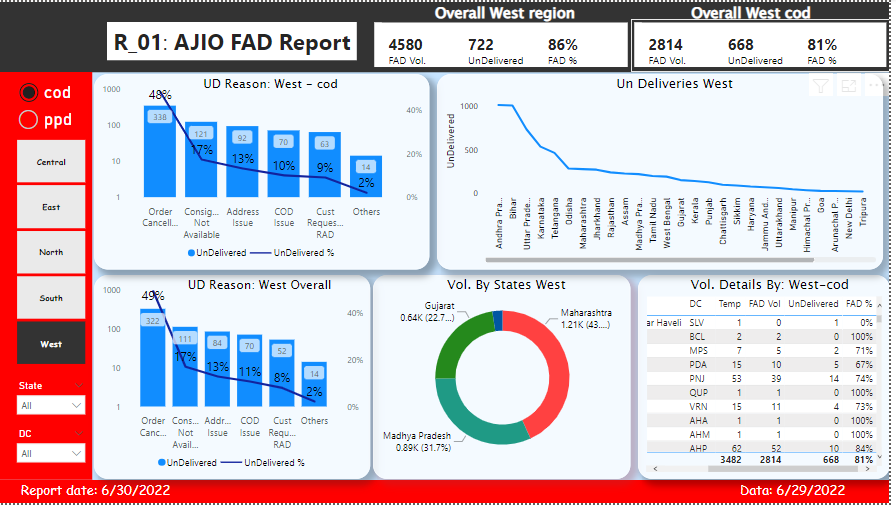 Overall West region
Overall West cod
R_01: AJIO FAD Report
4580 722 86%
FAD Vol. UnDelivered FAD %
2814 668 81%
FAD Vol. UnDelivered FAD %
cod
ppd
Central
East
North
South
West
State
All
DC
All
UD Reason: West - cod
1000
100
10
1
48%
17%
13%
10%
9%
2%
338
121
92
70
63
14
40%
20%
0%
Order Cancell...
Consig... Not Available
Address Issue
COD Issue
Cust Reques... RAD
Others
UnDelivered UnDelivered %
Un Deliveries West
UnDelivered
1000
500
0
Andhra Pra...
Bihar
Uttar Prade...
Karnataka
Telangana
Odisha
Maharashtra
Jharkhand
Rajasthan
Assam
Madhya Pra...
Tamil Nadu
West Bengal
Gujarat
Kerala
Punjab
Chattisgarh
Sikkim
Haryana
Jammu And...
Uttarakhand
Manipur
Himachal Pr...
Goa
Arunachal P...
New Delhi
Tripura
UD Reason: West Overall
1000
100
10
1
49%
17%
13%
11%
8%
2%
322
111
84
70
52
14
40%
20%
0%
Order Canc...
Cons... Not Avail...
Addr... Issue
COD Issue
Cust Requ... RAD
Others
UnDelivered UnDelivered %
Vol. By States West
Gujarat
0.64K (22.7...)
Maharashtra
1.21K (43....)
Madhya Pradesh
0.89K (31.7%)
Vol. Details By: West-cod
DC Temp FAD Vol UnDelivered FAD %
ar Haveli SLV 1 0 1 0%
BCL 2 2 0 100%
MPS 7 5 2 71%
PDA 15 10 5 67%
PNJ 53 39 14 74%
QUP 1 1 0 100%
VRN 15 11 4 73%
AHA 1 1 0 100%
AHM 1 1 0 100%
AHP 62 52 10 84%
3482 2814 668 81%
Report date: 6/30/2022
Data: 6/29/2022